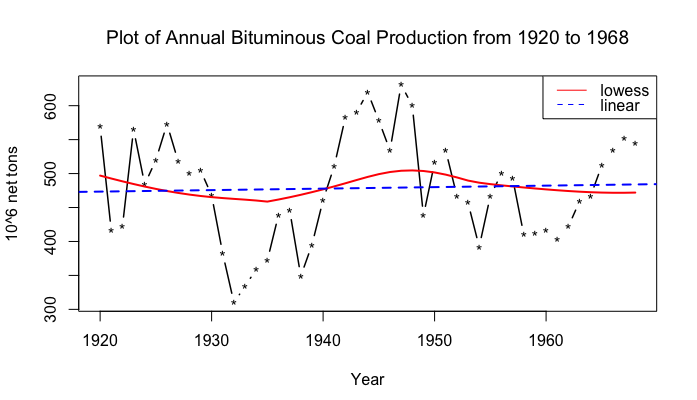 Plot of Annual Bituminous Coal Production from 1920 to 1968
lowess
linear
10^6 net tons
600
500
400
300
1920 1930 1940 1950 1960
Year